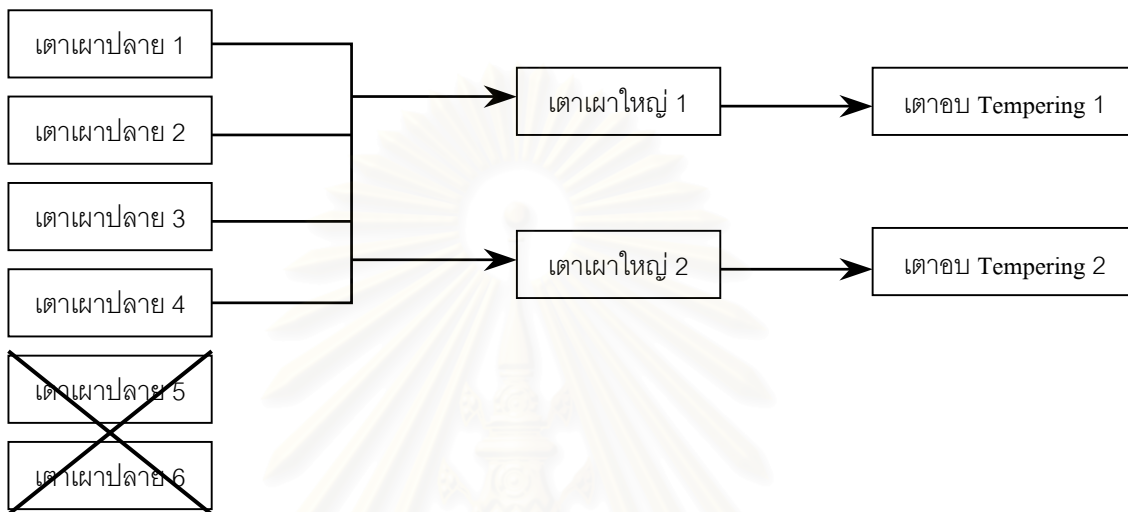 เตาเผาปลาย 1
เตาเผาปลาย 2
เตาเผาปลาย 3
เตาเผาปลาย 4
เตาเผาปลาย 5
เตาเผาปลาย 6
เตาเผาใหญ่ 1
เตาเผาใหญ่ 2
เตาอบ Tempering 1
เตาอบ Tempering 2